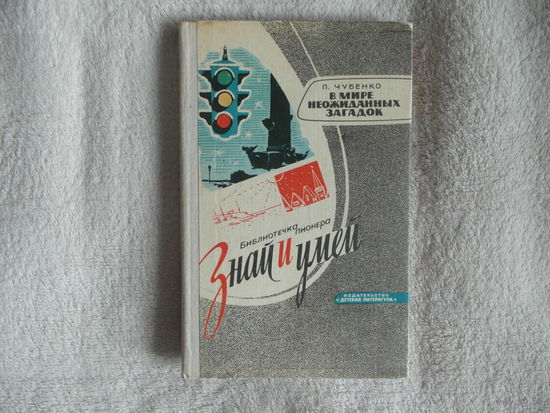 П. ЧУБЕНКО
В МИРЕ
НЕОЖИДАННЫХ
ЗАГАДОК
БИБЛИОТЕЧКА ПИОНЕРА
Знай и умей
ИЗДАТЕЛЬСТВО
"ДЕТСКАЯ ЛИТЕРАТУРА"